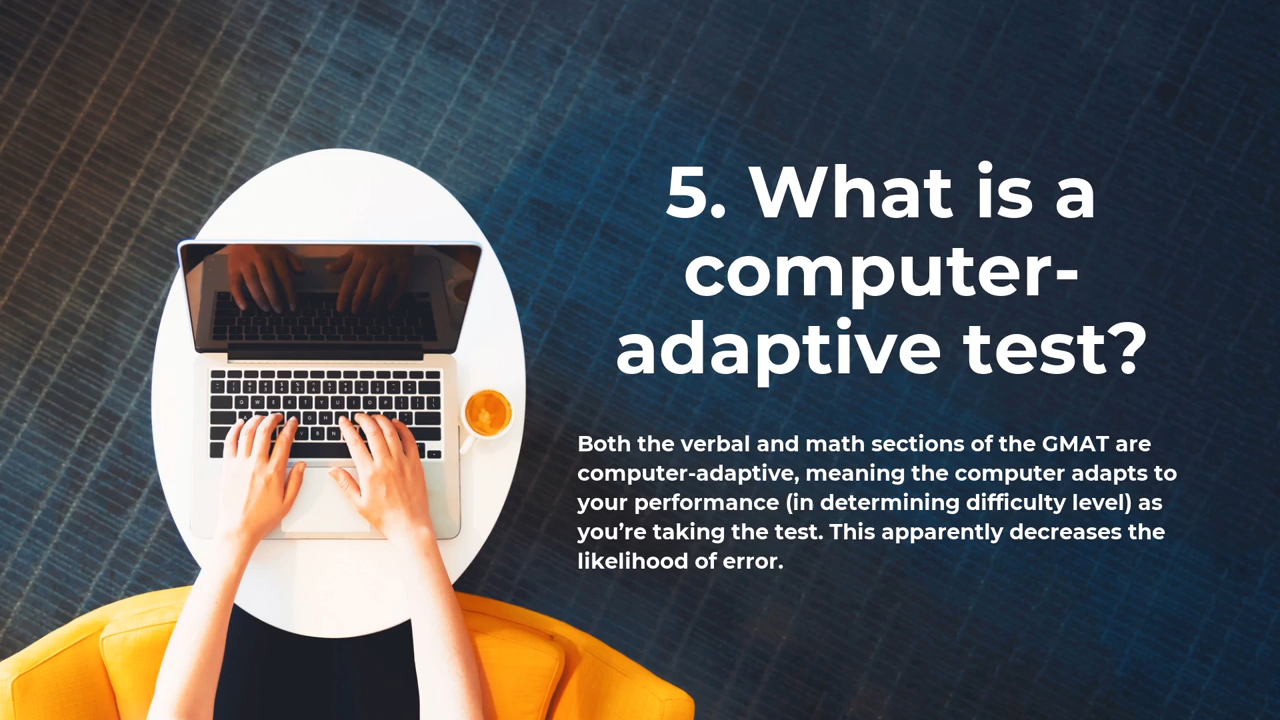 5. What is a
computer-
adaptive test?
Both the verbal and math sections of the GMAT are
computer-adaptive, meaning the computer adapts to
your performance (in determining difficulty level) as
you’re taking the test. This apparently decreases the
likelihood of error.